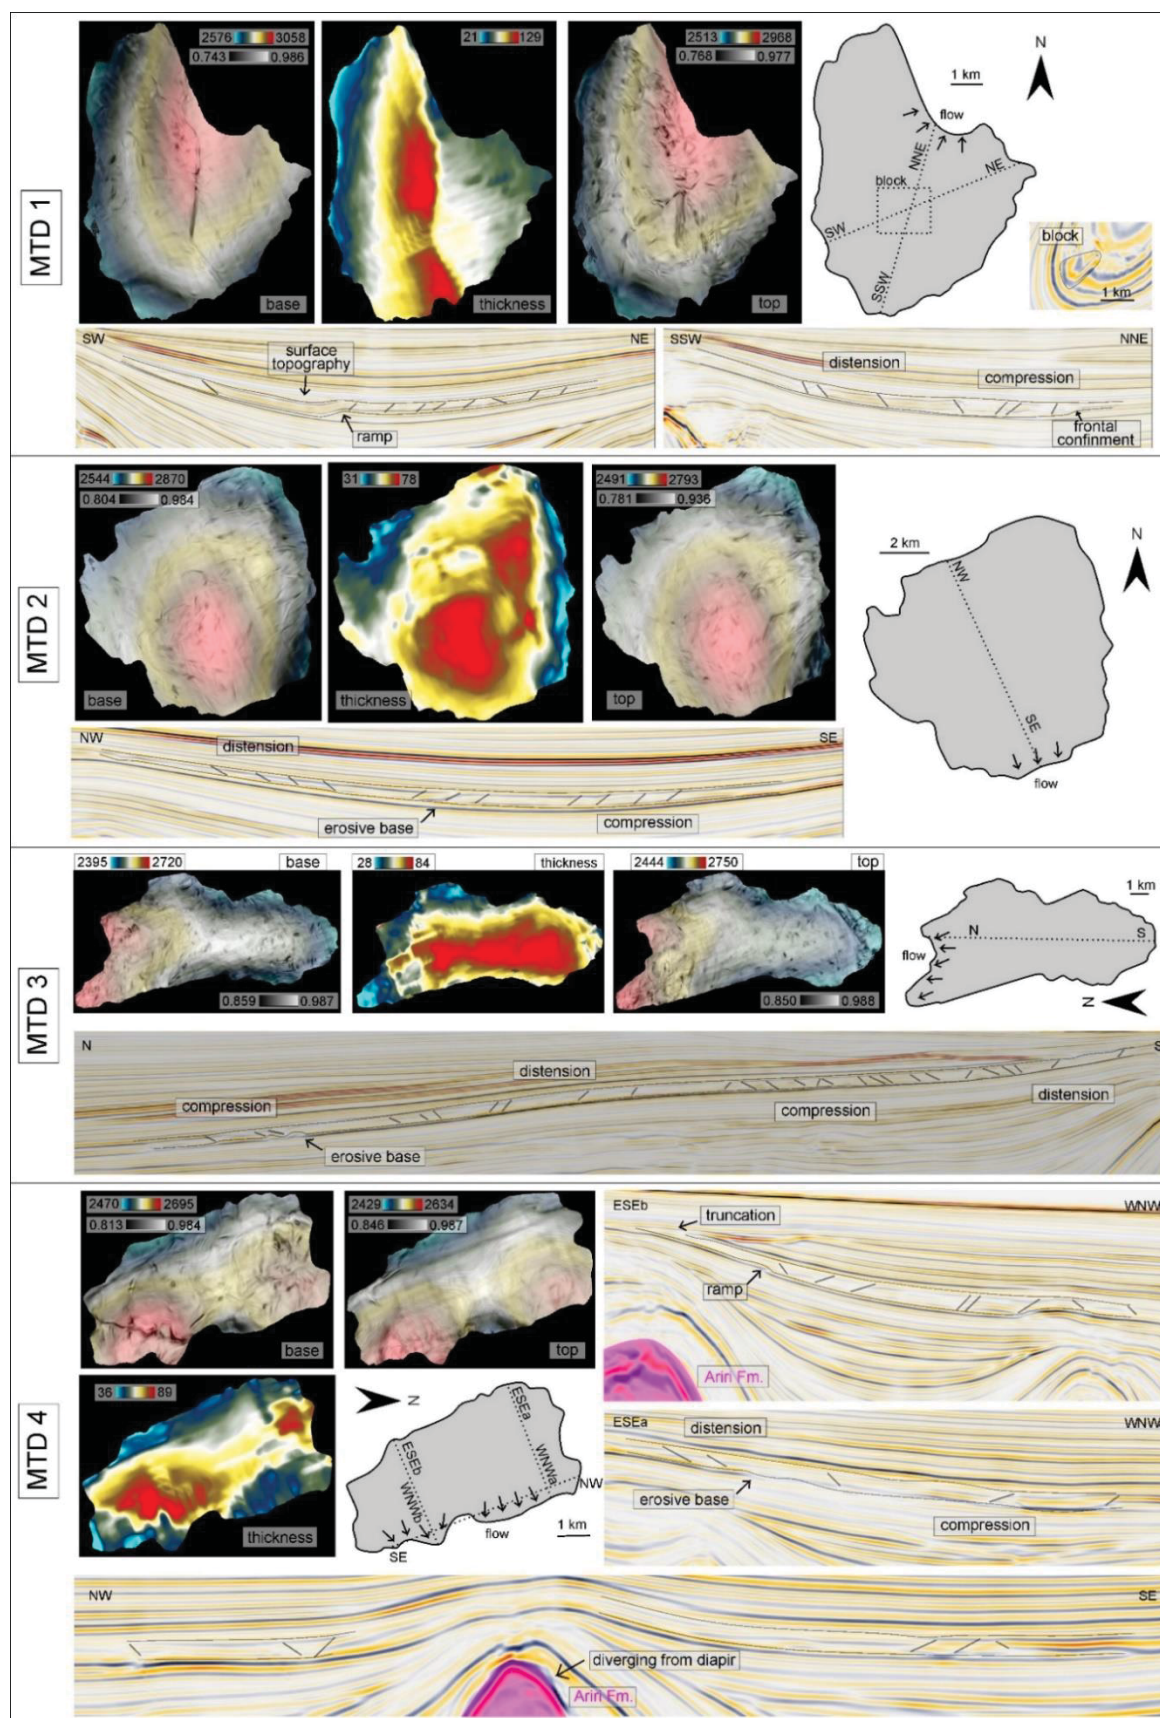 MTD 1
2576 3058
0.743 0.986
base
21 129
thickness
2513 2968
0.768 0.977
top
1 km
N
flow
NNE
NE
block
SW
SSW
block
1 km
SW
NE
surface
topography
ramp
SSW
NNE
distension
compression
frontal
confinment
MTD 2
2544 2870
0.804 0.984
base
31 78
thickness
2491 2793
0.781 0.936
top
2 km
N
NW
SE
flow
NW
SE
distension
erosive base
compression
MTD 3
2395 2720
base
0.859 0.987
28 84
thickness
2444 2750
top
0.850 0.988
1 km
N
S
flow
N
N
S
distension
compression
compression
distension
erosive base
MTD 4
2470 2695
0.813 0.984
base
2429 2634
0.846 0.987
top
ESEb
WNW
truncation
ramp
Arin Fm.
36 89
thickness
N
ESEa
ESEb
WNWa
WNWb
NW
flow
SE
1 km
ESEa
WNW
distension
erosive base
compression
NW
SE
diverging from diapir
Arin Fm.